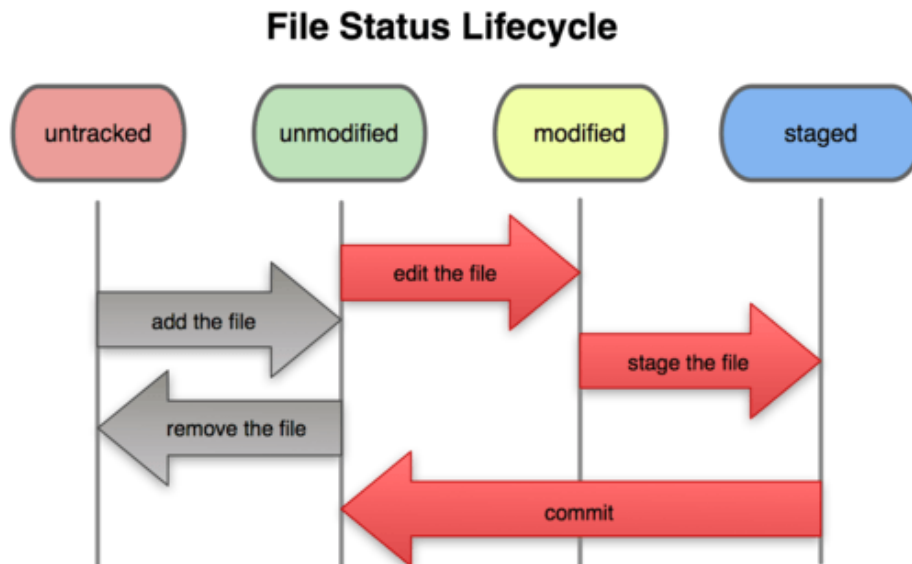 File Status Lifecycle
untracked
unmodified
modified
staged
edit the file
add the file
stage the file
remove the file
commit